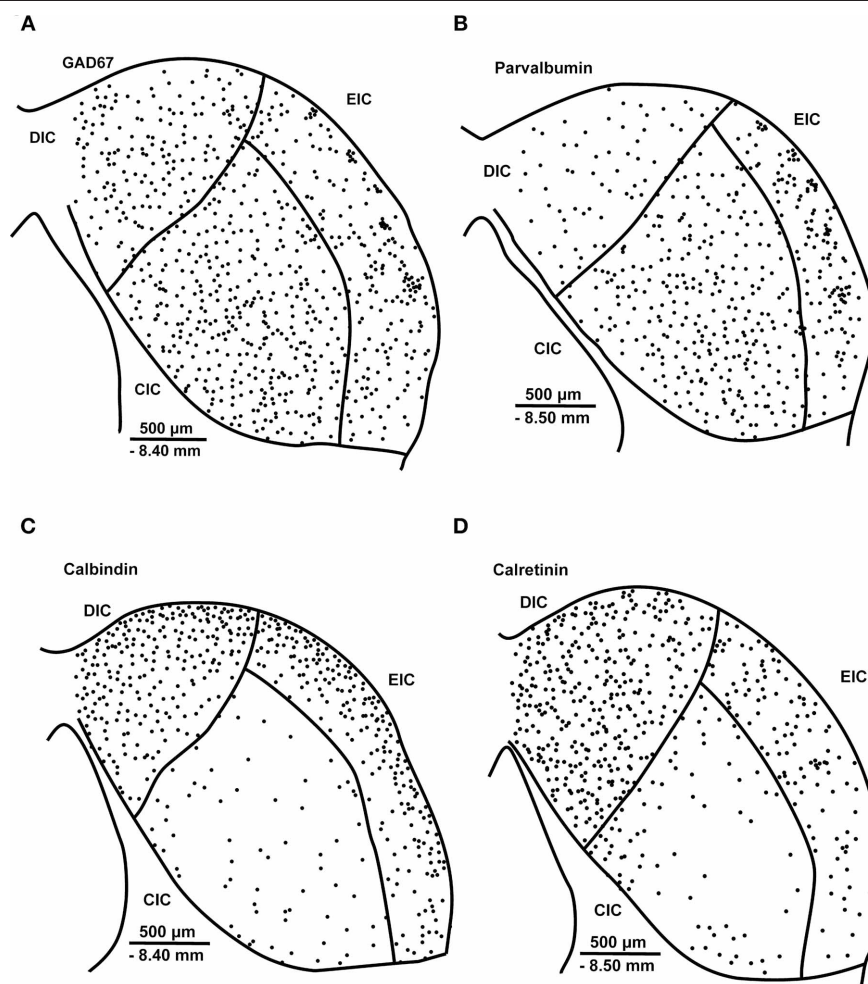 A
GAD67
EIC
DIC
CIC
500 µm
- 8.40 mm
B
Parvalbumin
EIC
DIC
CIC
500 µm
- 8.50 mm
C
Calbindin
DIC
EIC
CIC
500 µm
- 8.40 mm
D
Calretinin
DIC
EIC
CIC
500 µm
- 8.50 mm